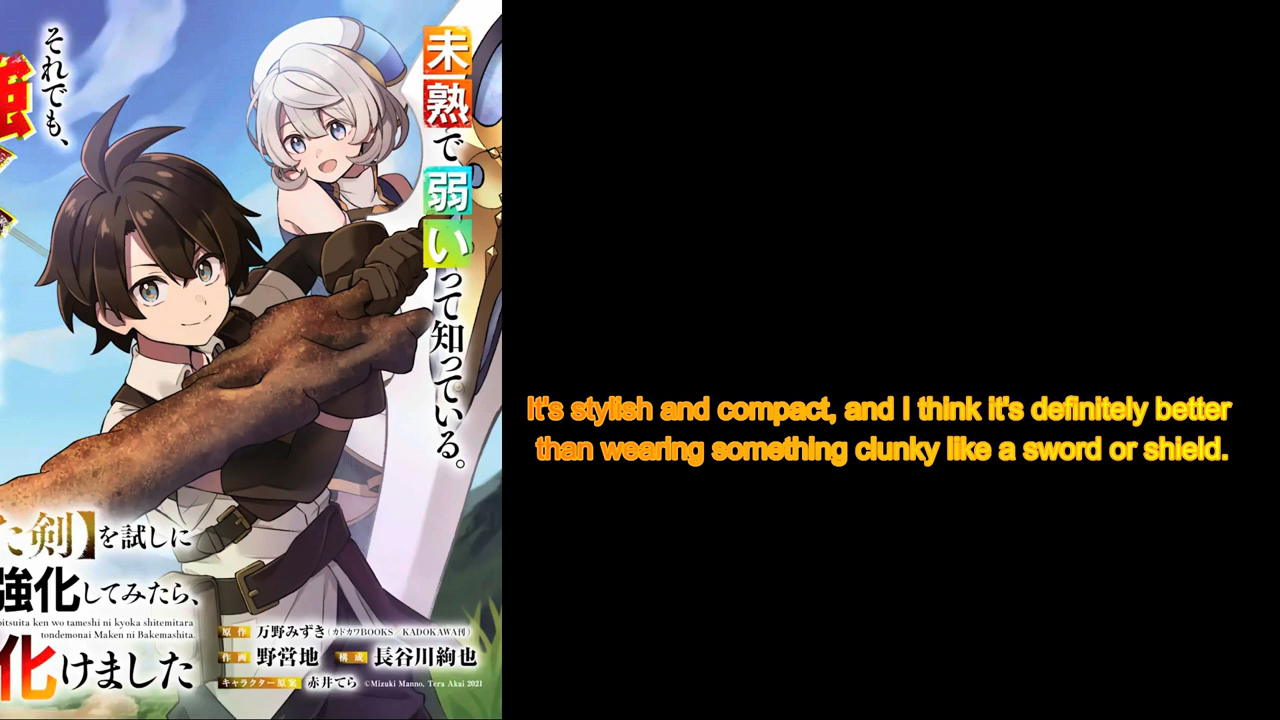 未熟で弱いって知っている。
それでも、
強
た剣】を試しに
強化してみたら、
bitsuita ken wo tameshi ni kyoka shitemitara
tondemonai Maken ni Bakemashita.
化けました
原作 万野みずき(カドカワBOOKS/KADOKAWA刊)
作画 野営地 構成 長谷川絢也
キャラクター原案 赤井てら ©Mizuki Manno, Tera Akai 2021
It's stylish and compact, and I think it's definitely better
than wearing something clunky like a sword or shield.